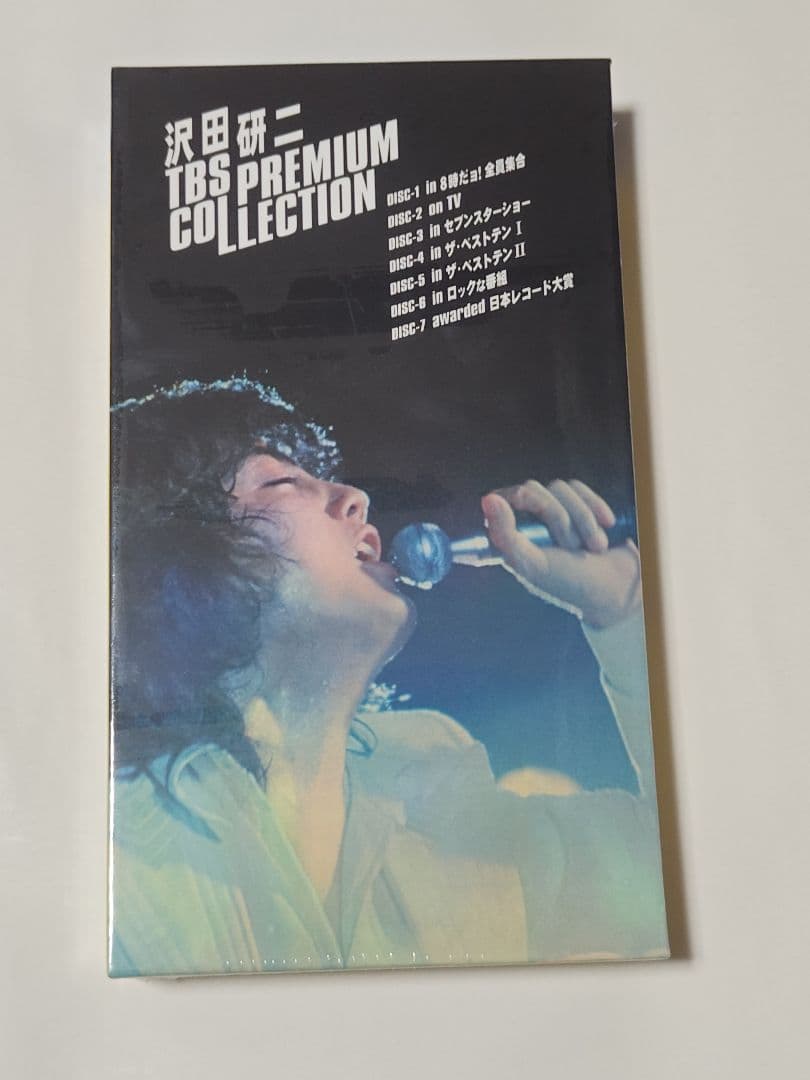 沢田研二
TBS PREMIUM
COLLECTION
DISC-1 in 8時だョ!全員集合
DISC-2 on TV
DISC-3 in セブンスターショー
DISC-4 in ザ・ベストテン I
DISC-5 in ザ・ベストテン II
DISC-6 in ロックな番組
DISC-7 awarded 日本レコード大賞